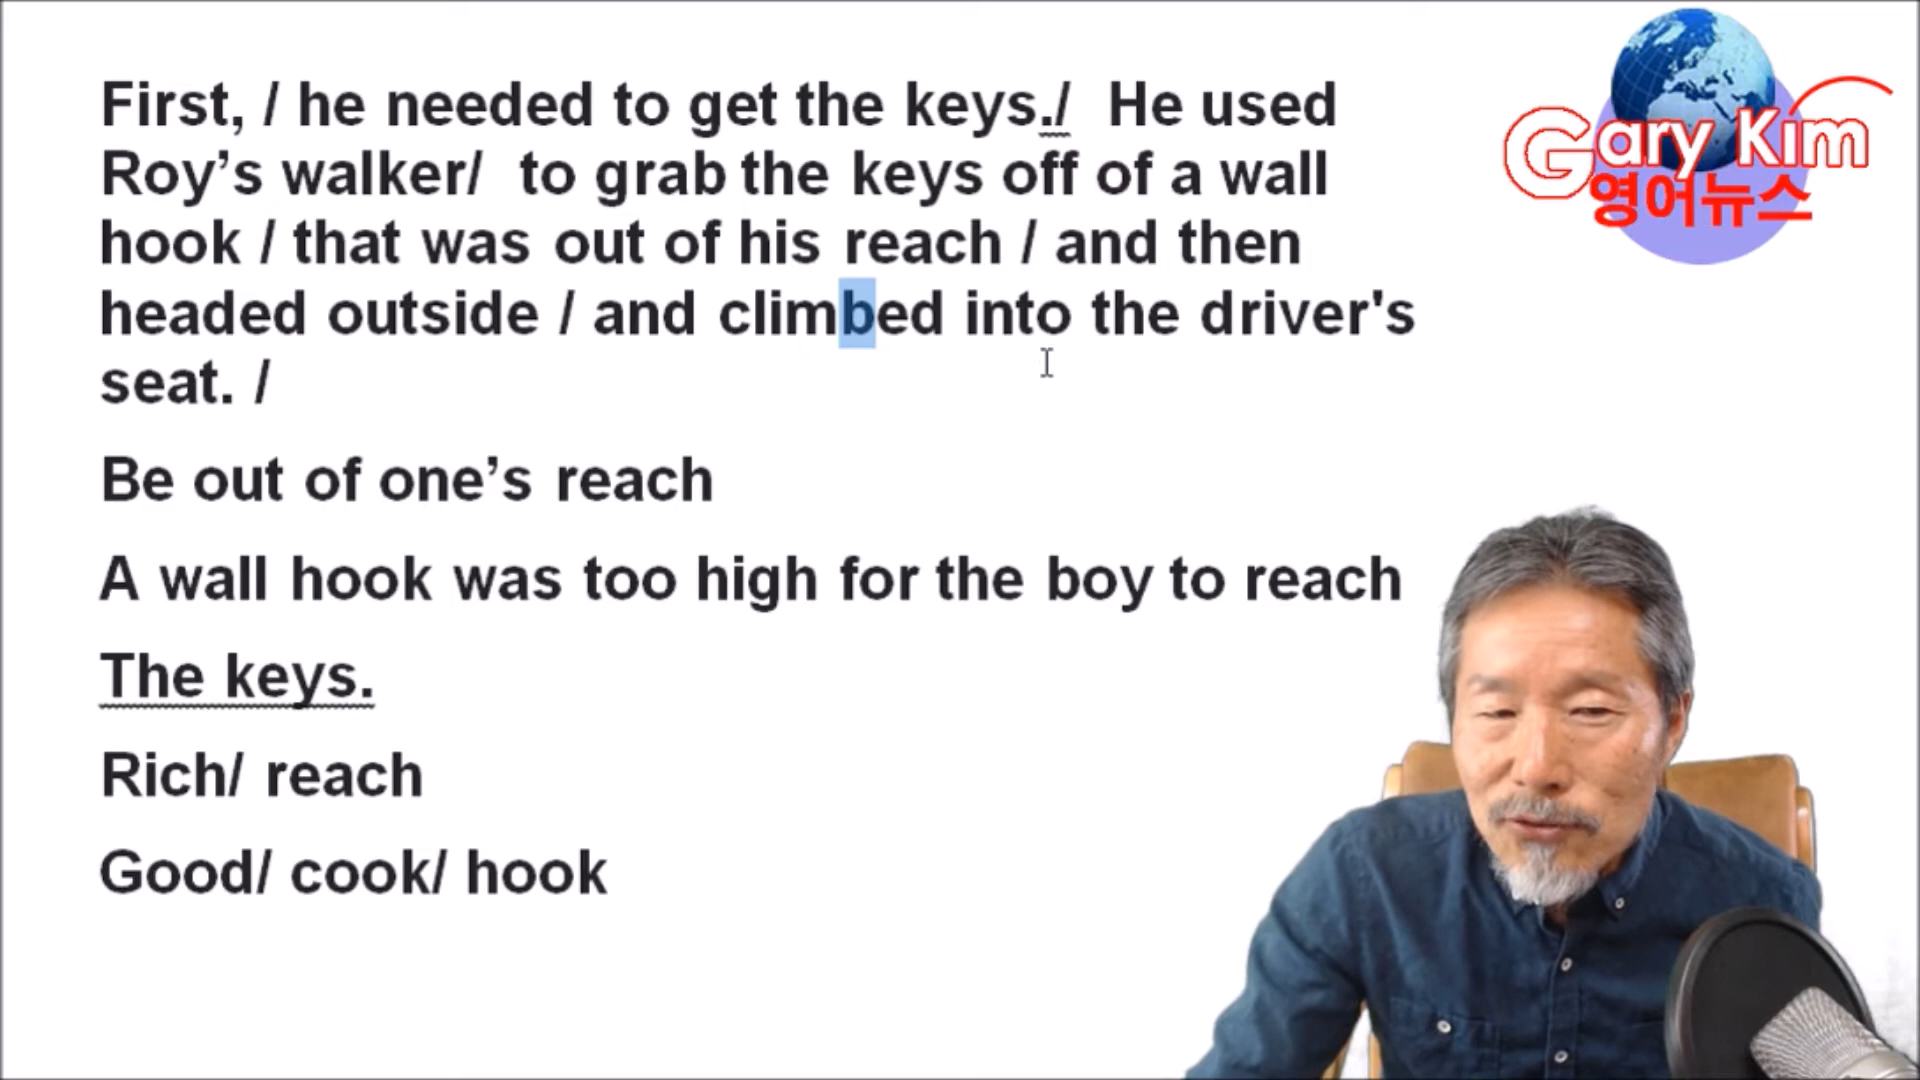 First, / he needed to get the keys./  He used
Roy’s walker/  to grab the keys off of a wall
hook / that was out of his reach / and then
headed outside / and climbed into the driver's
seat. /
Be out of one’s reach
A wall hook was too high for the boy to reach
The keys.
Rich/ reach
Good/ cook/ hook
Gary Kim
영어뉴스